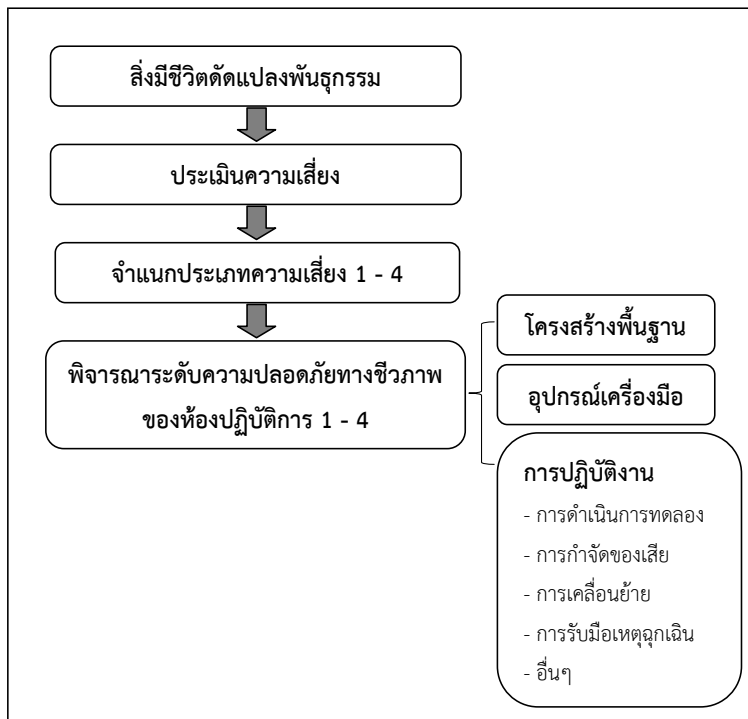 สิ่งมีชีวิตดัดแปลงพันธุกรรม
ประเมินความเสี่ยง
จำแนกประเภทความเสี่ยง 1 - 4
พิจารณาระดับความปลอดภัยทางชีวภาพ
ของห้องปฏิบัติการ 1 - 4
โครงสร้างพื้นฐาน
อุปกรณ์เครื่องมือ
การปฏิบัติงาน
- การดำเนินการทดลอง
- การกำจัดของเสีย
- การเคลื่อนย้าย
- การรับมือเหตุฉุกเฉิน
- อื่นๆ